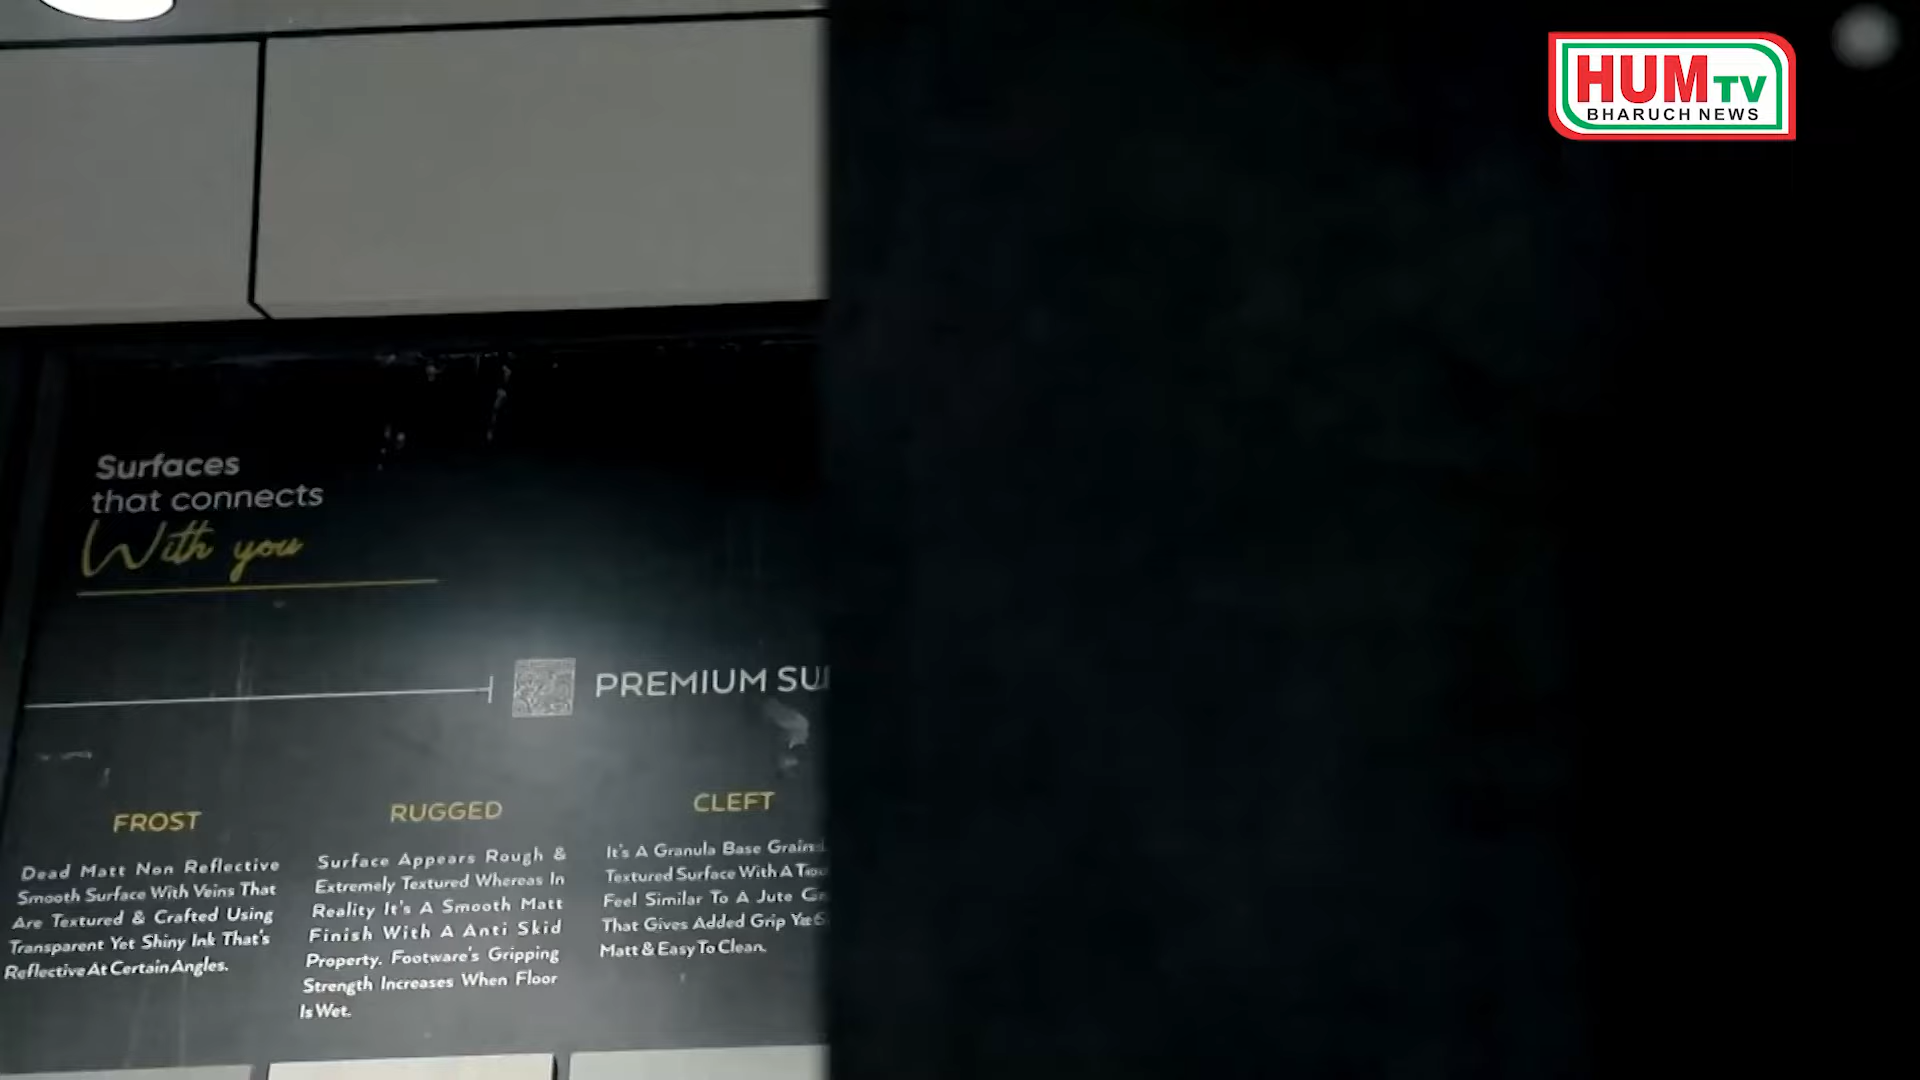 HUM TV
BHARUCH NEWS
Surfaces
that connects
With you
PREMIUM
FROST
Dead Matt Non Reflective
Smooth Surface With Veins That
Are Textured & Crafted Using
Transparent Yet Shiny Ink That's
Reflective At Certain Angles.
RUGGED
Surface Appears Rough &
Extremely Textured Whereas In
Reality It's A Smooth Matt
Finish With A Anti Skid
Property. Footware's Gripping
Strength Increases When Floor
Is Wet.
CLEFT
It's A Granula Base
Textured Surface With A
Feel Similar To A Jute
That Gives Added Grip
Matt & Easy To Clean.